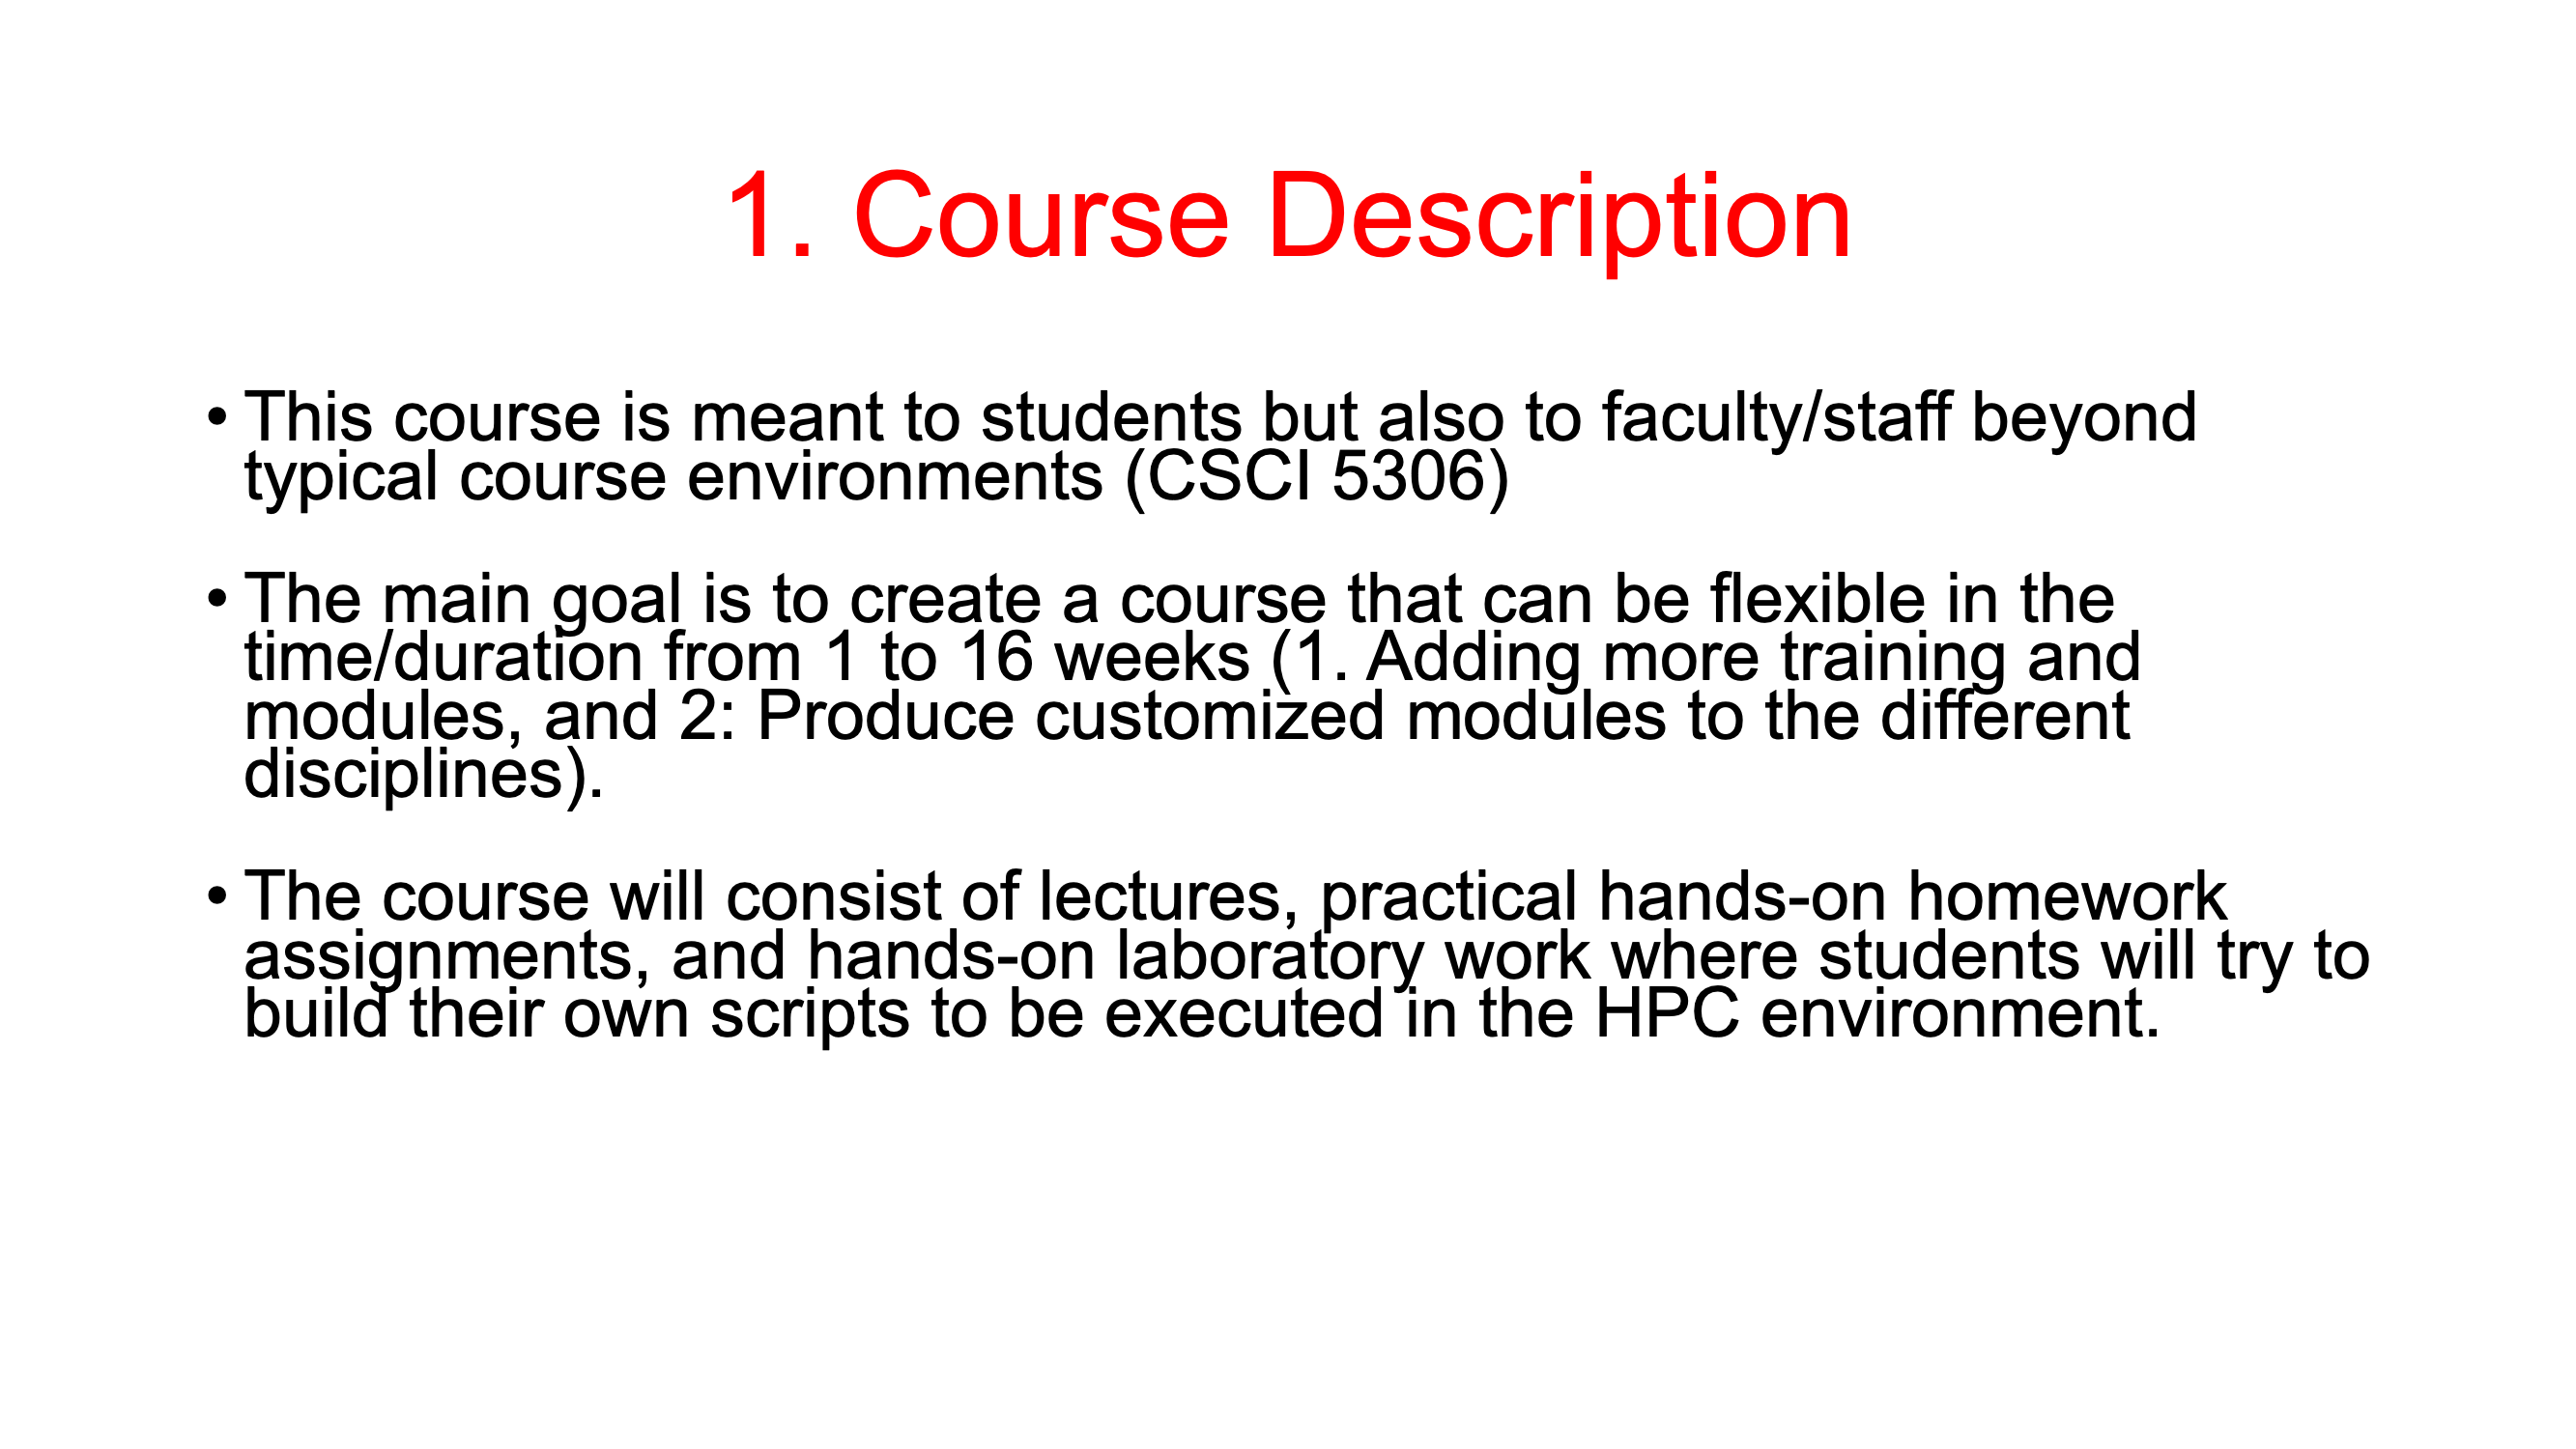 1. Course Description
• This course is meant to students but also to faculty/staff beyond
typical course environments (CSCI 5306)
• The main goal is to create a course that can be flexible in the
time/duration from 1 to 16 weeks (1. Adding more training and
modules, and 2: Produce customized modules to the different
disciplines).
• The course will consist of lectures, practical hands-on homework
assignments, and hands-on laboratory work where students will try to
build their own scripts to be executed in the HPC environment.